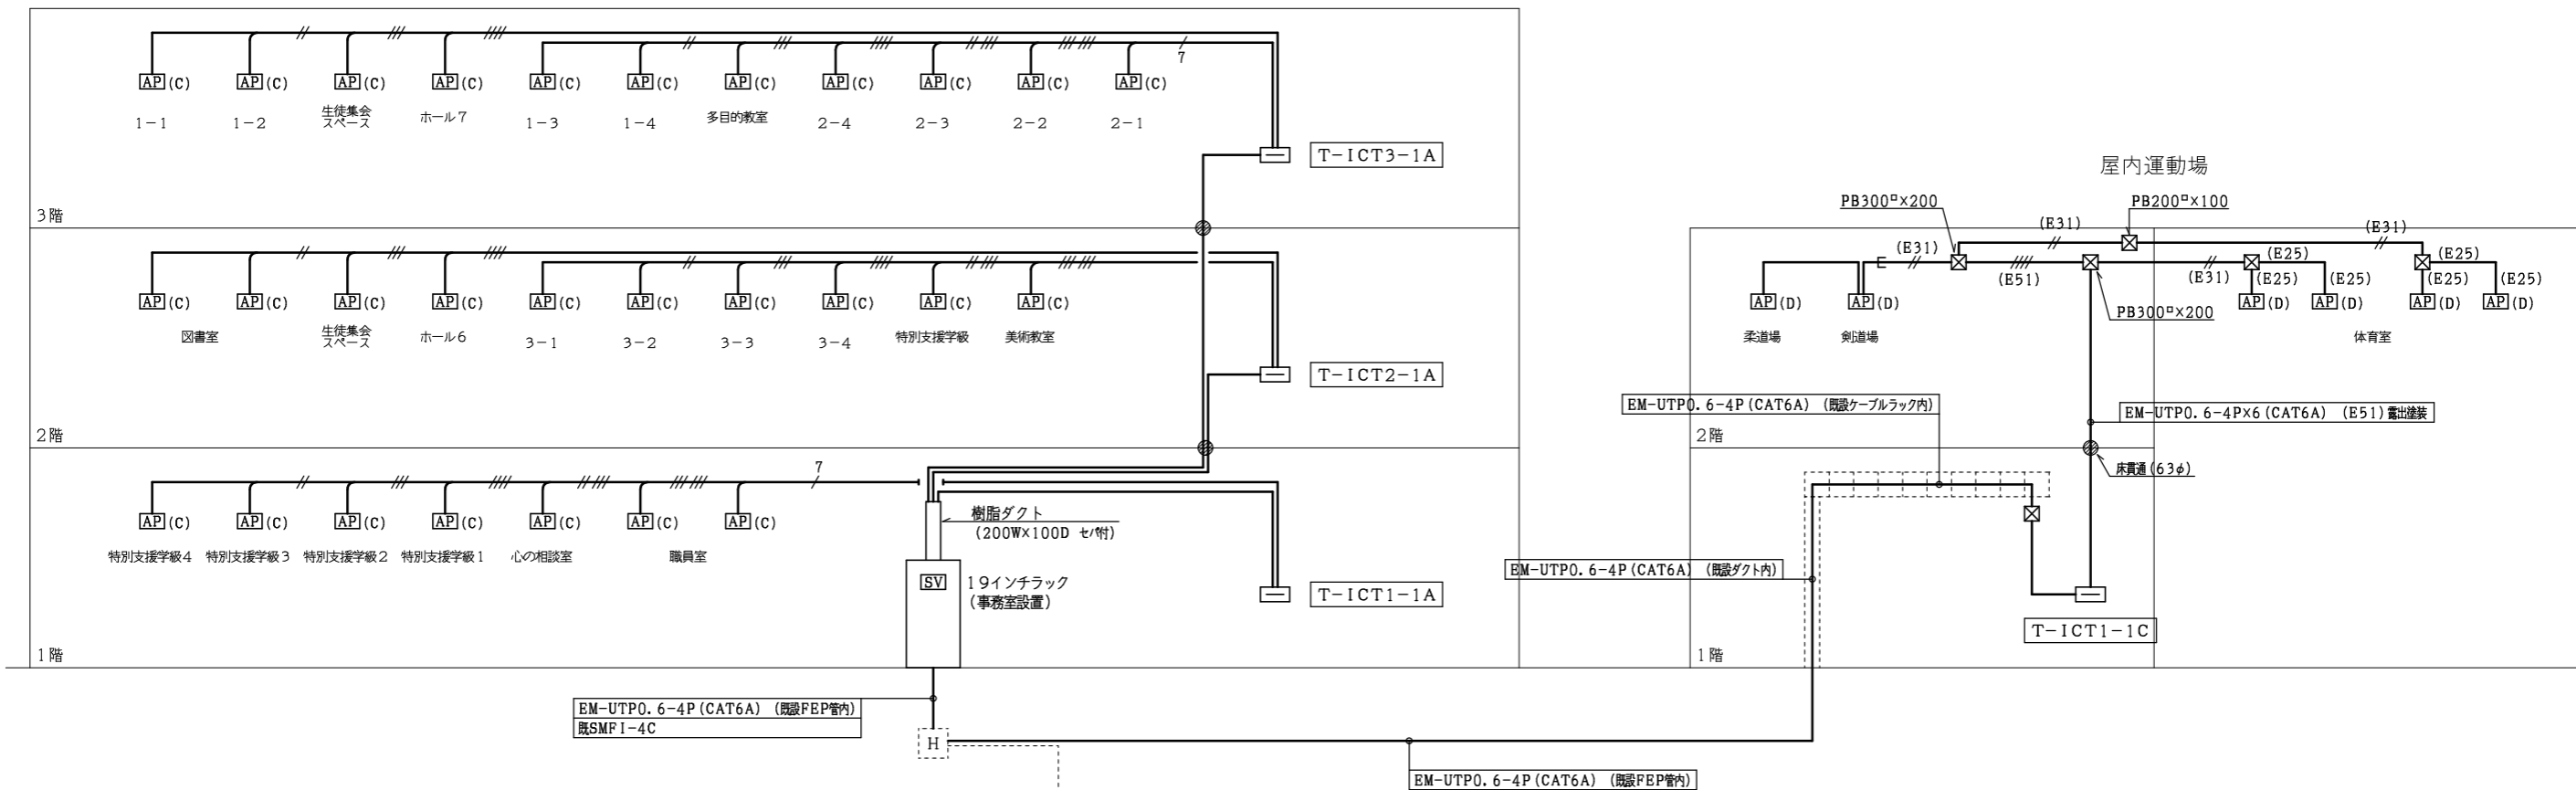 7
AP (C) AP (C) AP (C) AP (C) AP (C) AP (C) AP (C) AP (C) AP (C) AP (C) AP (C)
1-1 1-2 生徒集会 ホール7 1-3 1-4 多目的教室 2-4 2-3 2-2 2-1
スペース
T-ICT3-1A
3階
AP (C) AP (C) AP (C) AP (C) AP (C) AP (C) AP (C) AP (C) AP (C) AP (C)
図書室 生徒集会 ホール6 3-1 3-2 3-3 3-4 特別支援学級 美術教室
スペース
T-ICT2-1A
2階
7
AP (C) AP (C) AP (C) AP (C) AP (C) AP (C) AP (C)
特別支援学級4 特別支援学級3 特別支援学級2 特別支援学級1 心の相談室 職員室
樹脂ダクト
(200W×100D セパ付)
SV 19インチラック
(事務室設置)
T-ICT1-1A
1階
EM-UTP0.6-4P(CAT6A) (既設FEP管内)
既SMFI-4C
H
EM-UTP0.6-4P(CAT6A) (既設FEP管内)
屋内運動場
PB300□×200 PB200□×100
(E31) (E31)
(E31) (E25) (E25)
(E51) (E31) (E25) (E25) (E25) (E25)
AP (D) AP (D) AP (D) AP (D) AP (D) AP (D)
PB300□×200
柔道場 剣道場 体育室
EM-UTP0.6-4P(CAT6A) (既設ケーブルラック内)
EM-UTP0.6-4P×6(CAT6A) (E51)露出塗装
2階
床貫通(63φ)
EM-UTP0.6-4P(CAT6A) (既設ダクト内)
T-ICT1-1C
1階